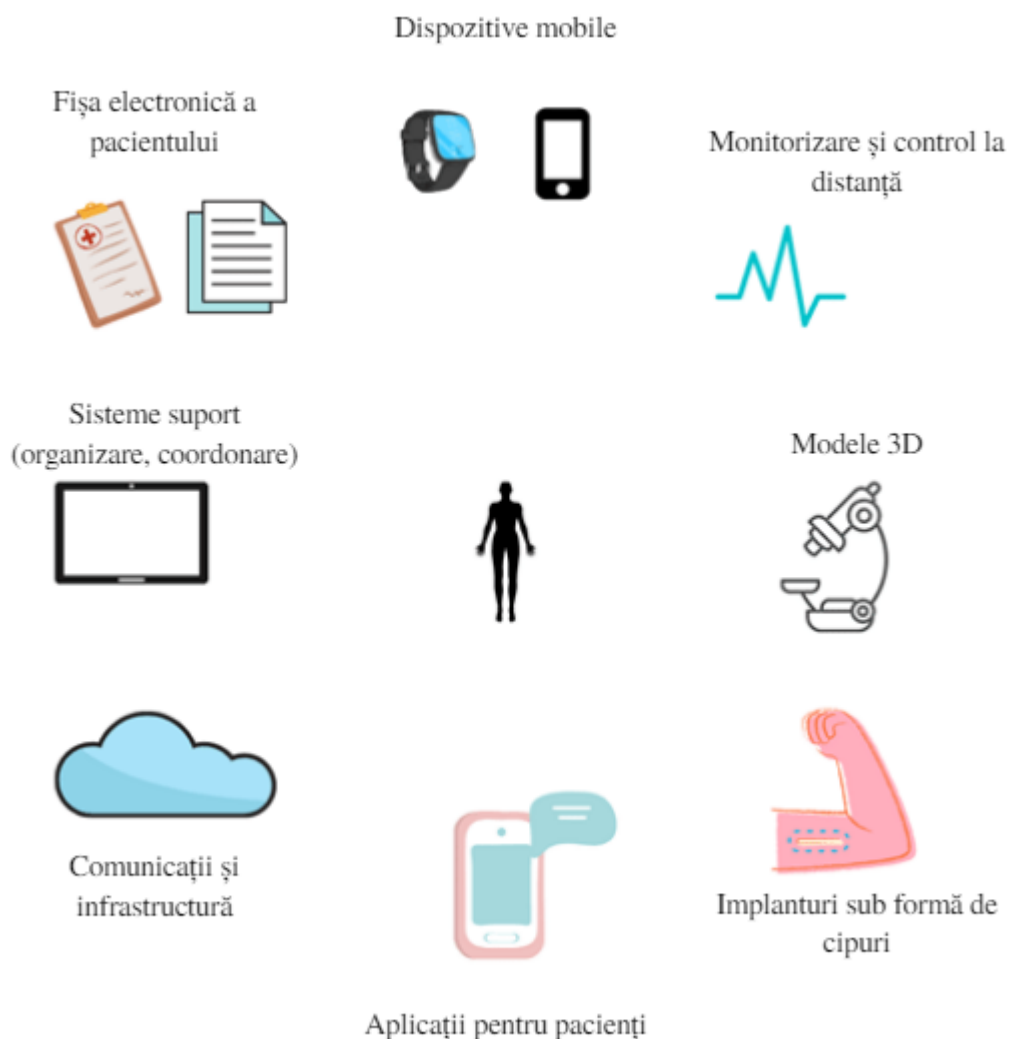 Dispozitive mobile
Fișa electronică a
pacientului
Monitorizare și control la
distanță
Sisteme suport
(organizare, coordonare)
Modele 3D
Comunicații și
infrastructură
Implanturi sub formă de
cipuri
Aplicații pentru pacienți